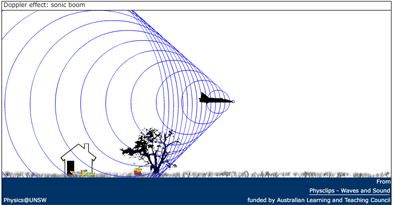 Doppler effect: sonic boom
From
Physclips - Waves and Sound
Physics@UNSW
funded by Australian Learning and Teaching Council